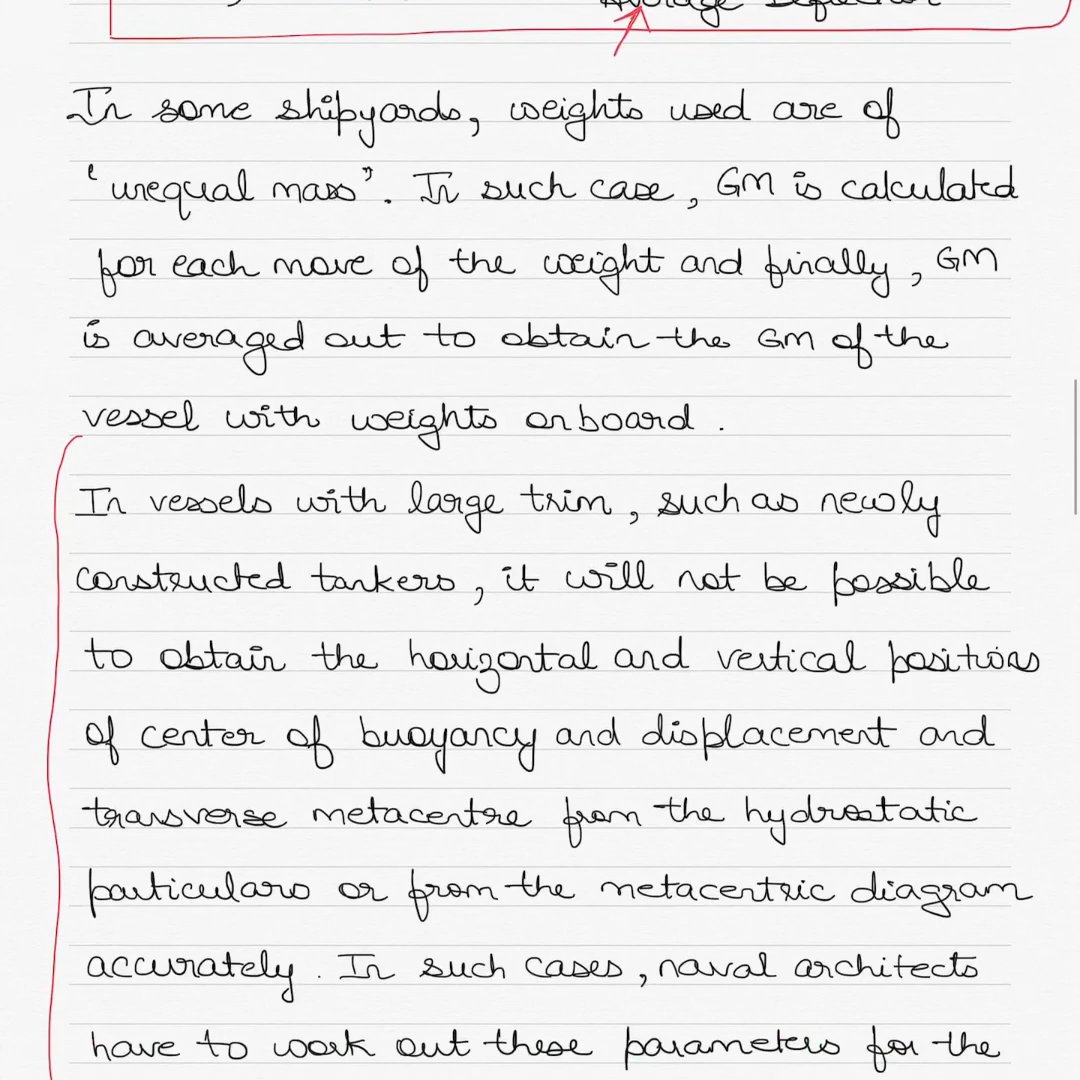 Average Deflection
In some shipyards, weights used are of
'unequal mass'. In such case, GM is calculated
for each move of the weight and finally, GM
is averaged out to obtain the GM of the
vessel with weights onboard.
In vessels with large trim, such as newly
constructed tankers, it will not be possible
to obtain the horizontal and vertical positions
of center of buoyancy and displacement and
transverse metacentre from the hydrostatic
particulars or from the metacentric diagram
accurately. In such cases, naval architects
have to work out these parameters for the